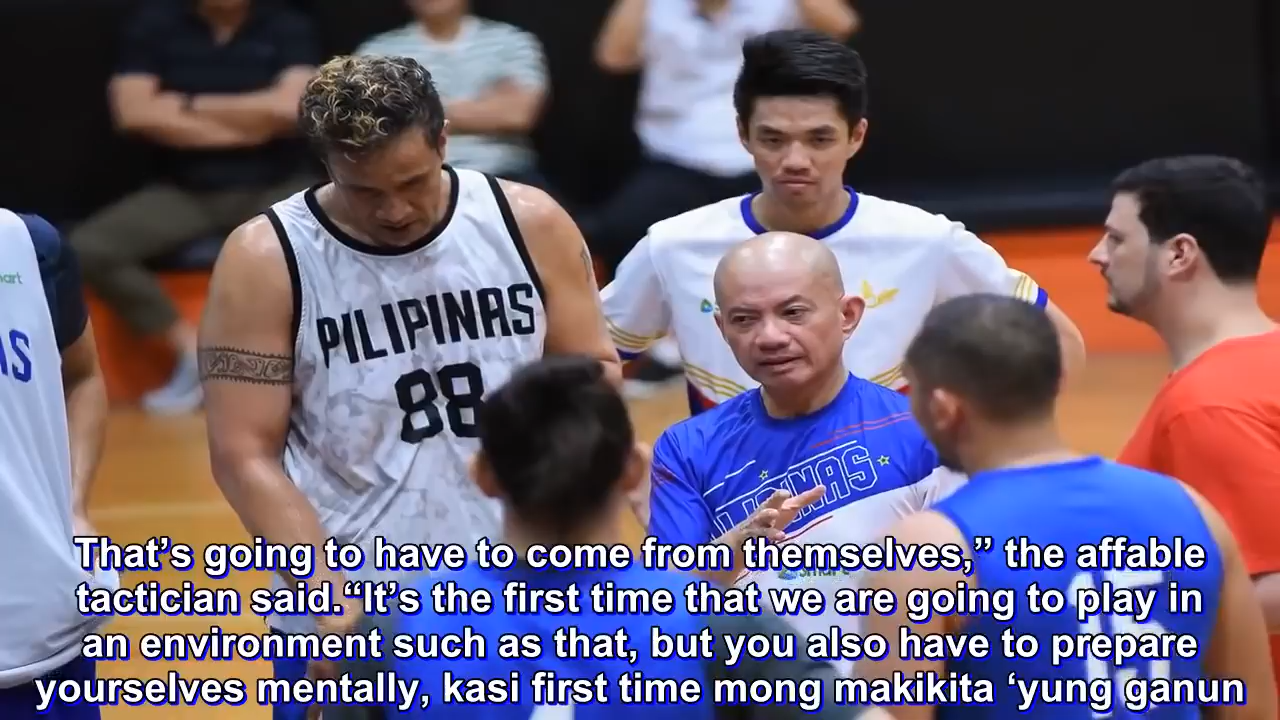 PILIPINAS
88
smart
That’s going to have to come from themselves,” the affable
tactician said.“It’s the first time that we are going to play in
an environment such as that, but you also have to prepare
yourselves mentally, kasi first time mong makikita ‘yung ganun